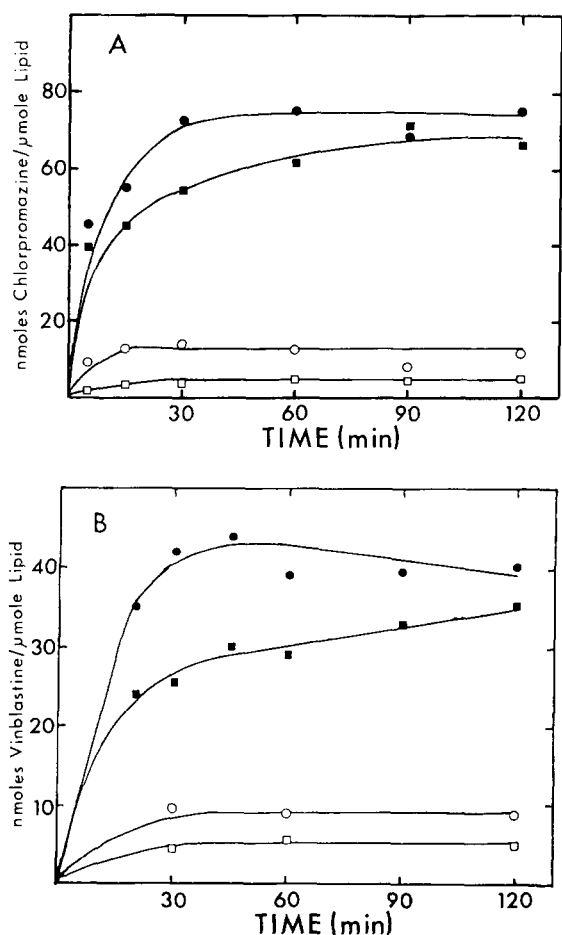 A
nmoles Chlorpromazine/μmole Lipid
80
60
40
20
30
60
90
120
TIME (min)
B
nmoles Vinblastine/μmole Lipid
40
30
20
10
30
60
90
120
TIME (min)